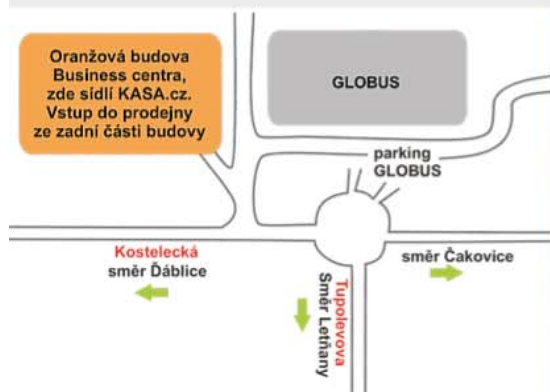 Oranžová budova
Business centra,
zde sídlí KASA.cz.
Vstup do prodejny
ze zadní části budovy
GLOBUS
parking
GLOBUS
Kostelecká
směr Ďáblice
směr Čakovice
Tupolevova
Směr Letňany